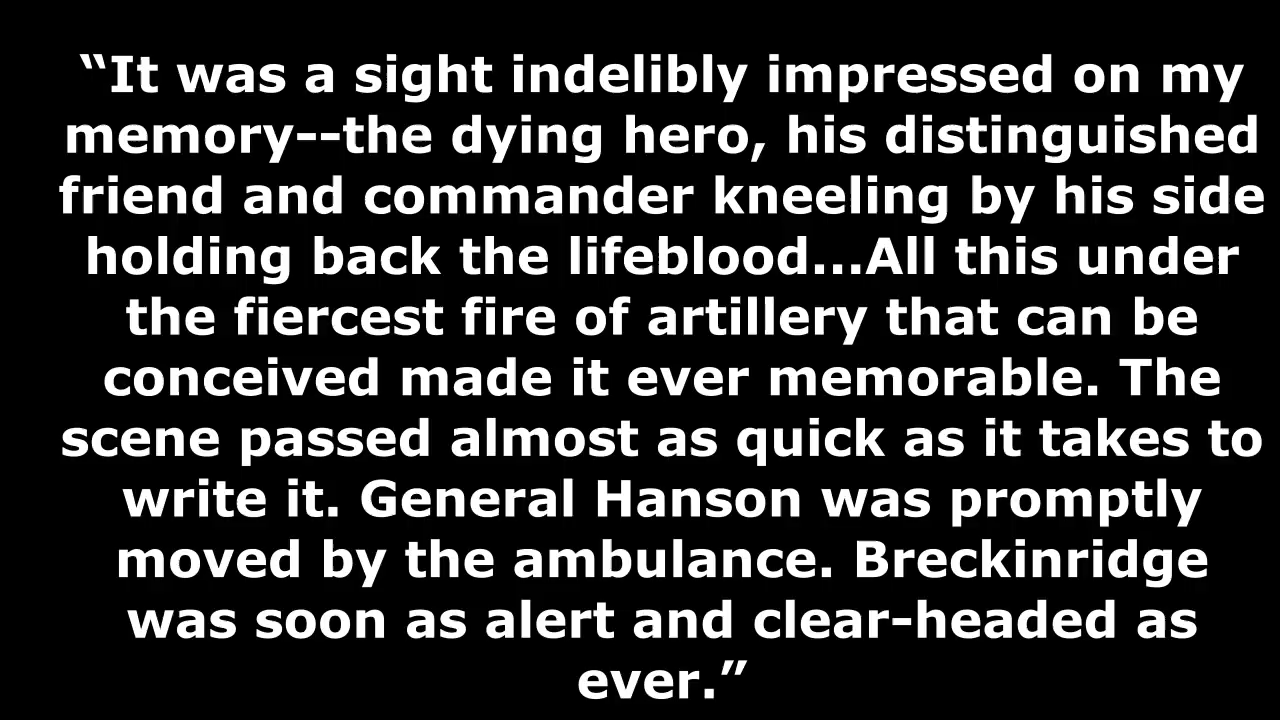 “It was a sight indelibly impressed on my
memory--the dying hero, his distinguished
friend and commander kneeling by his side
holding back the lifeblood...All this under
the fiercest fire of artillery that can be
conceived made it ever memorable. The
scene passed almost as quick as it takes to
write it. General Hanson was promptly
moved by the ambulance. Breckinridge
was soon as alert and clear-headed as
ever.”